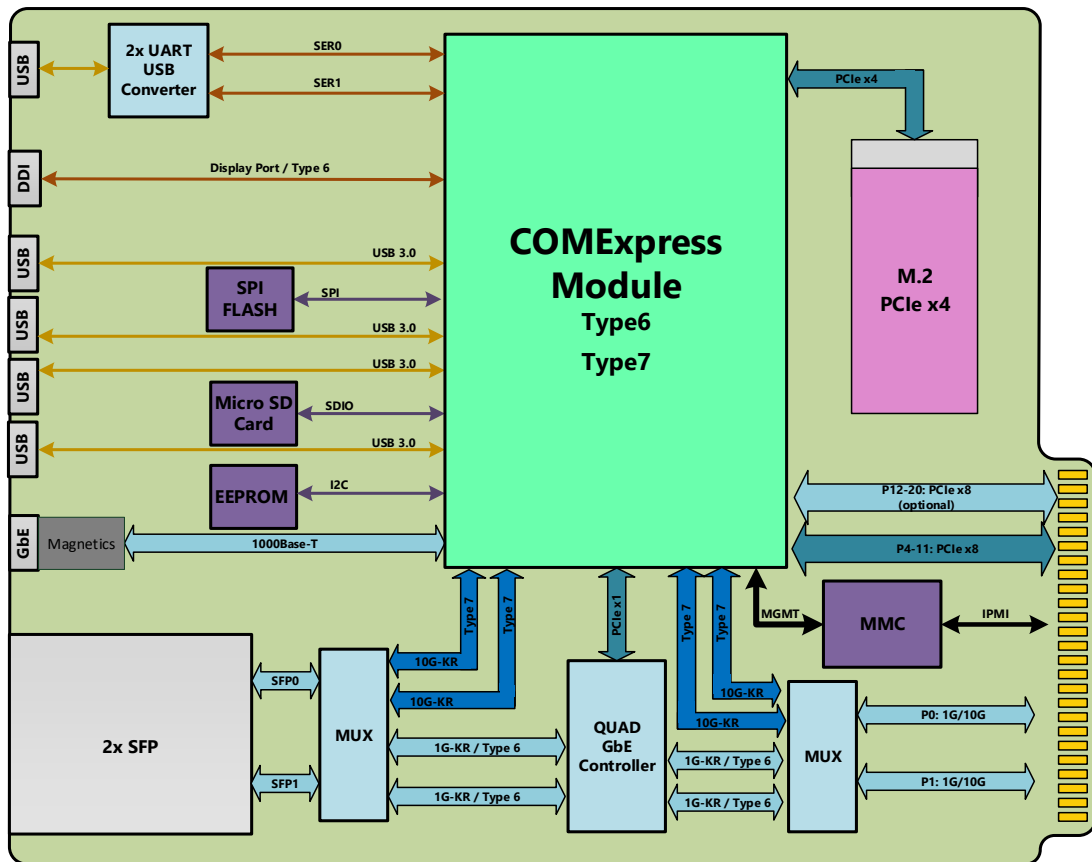 USB
2x UART
USB
Converter
SER0
SER1
PCIe x4
DDI
Display Port / Type 6
COMExpress
Module
Type6
Type7
M.2
PCIe x4
USB
USB 3.0
SPI
FLASH
SPI
USB
USB 3.0
USB
USB 3.0
Micro SD
Card
SDIO
USB
USB 3.0
EEPROM
I2C
P12-20: PCIe x8
(optional)
GbE
Magnetics
1000Base-T
P4-11: PCIe x8
Type 7
Type 7
PCIe x1
Type 7
Type 7
MGMT
MMC
IPMI
2x SFP
SFP0
SFP1
MUX
10G-KR
10G-KR
1G-KR / Type 6
1G-KR / Type 6
QUAD
GbE
Controller
10G-KR
10G-KR
1G-KR / Type 6
1G-KR / Type 6
MUX
P0: 1G/10G
P1: 1G/10G